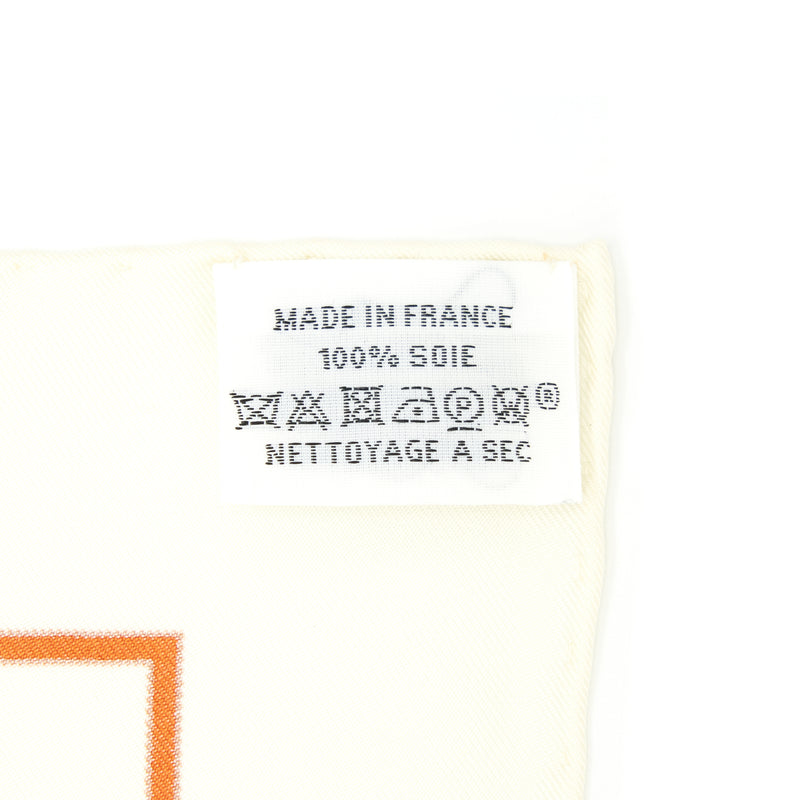 MADE IN FRANCE
100% SOIE
P ®
NETTOYAGE A SEC